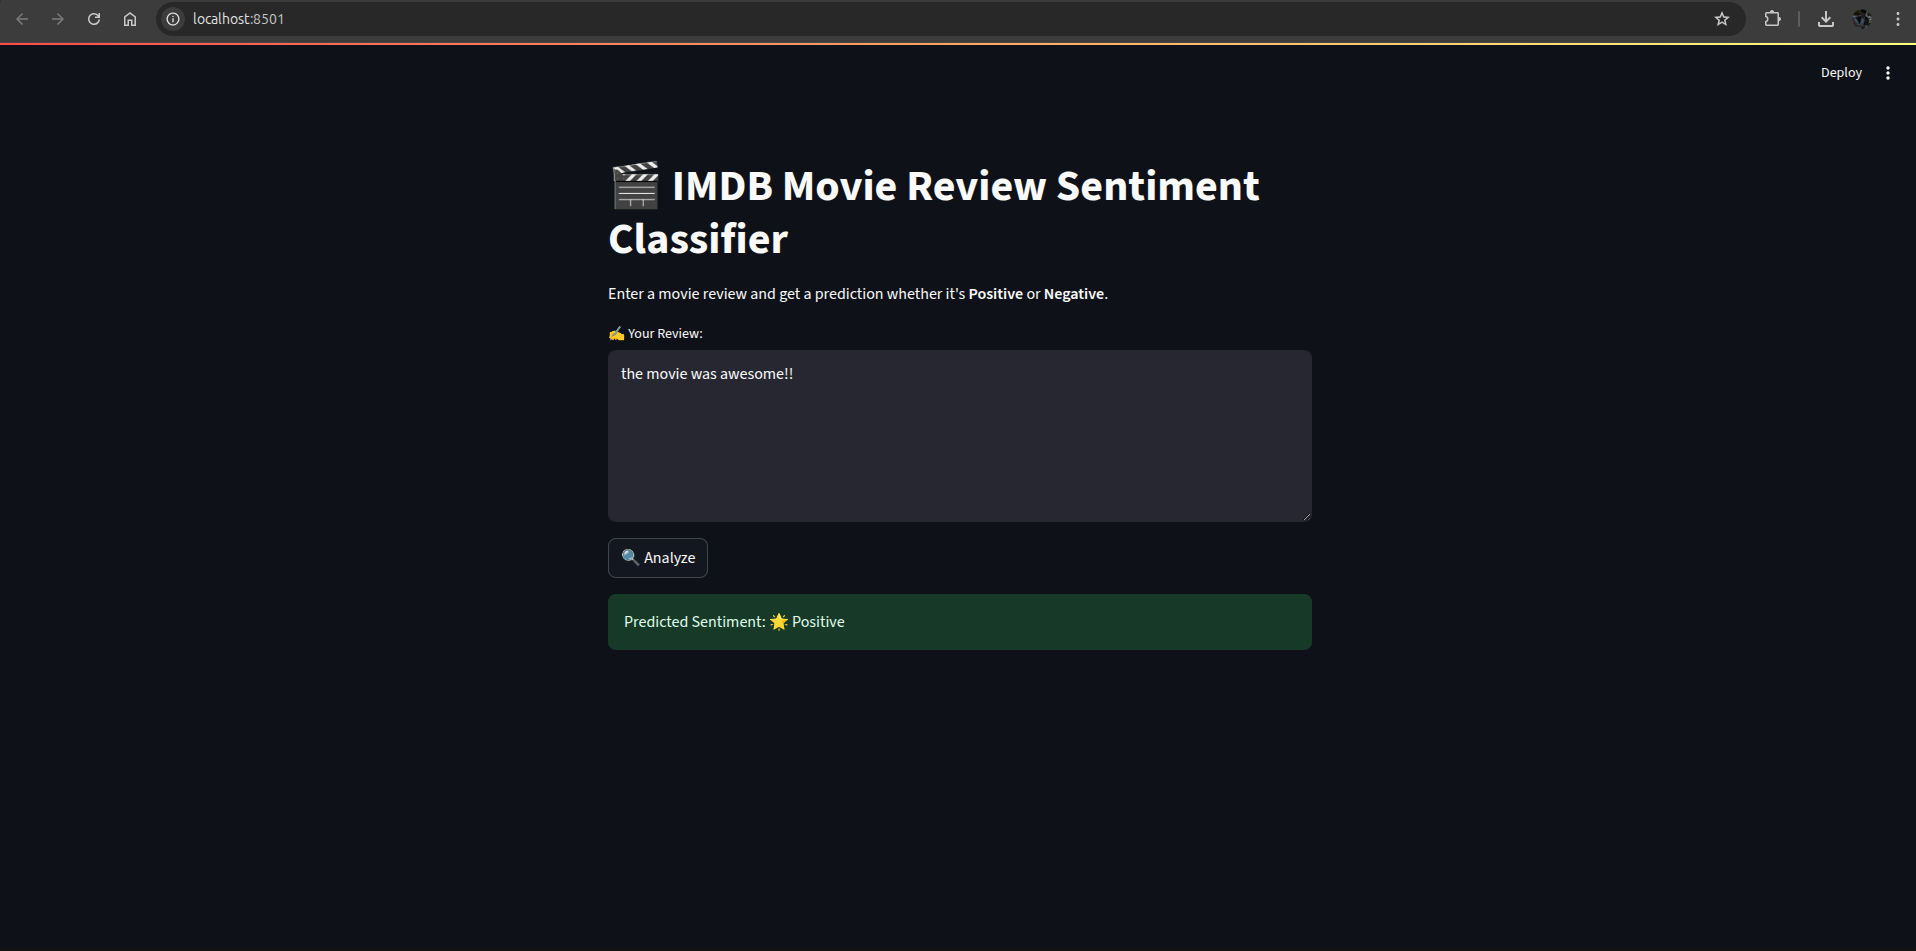 localhost:8501
Deploy
🎬 IMDB Movie Review Sentiment
Classifier
Enter a movie review and get a prediction whether it's Positive or Negative.
✍️ Your Review:
the movie was awesome!!
🔍 Analyze
Predicted Sentiment: 🌟 Positive